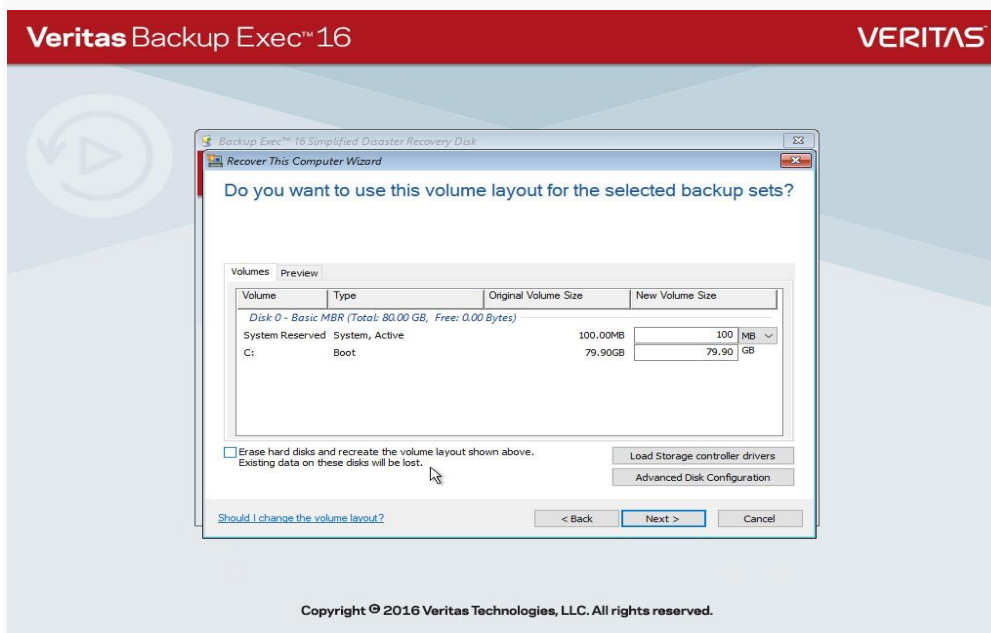 Veritas Backup Exec™ 16
VERITAS
Backup Exec™ 16 Simplified Disaster Recovery Disk
Recover This Computer Wizard
Do you want to use this volume layout for the selected backup sets?
Volumes Preview
Volume Type Original Volume Size New Volume Size
Disk 0 - Basic MBR (Total: 80.00 GB, Free: 0.00 Bytes)
System Reserved System, Active 100.00MB 100 MB
C: Boot 79.90GB 79.90 GB
Erase hard disks and recreate the volume layout shown above.
Existing data on these disks will be lost.
Load Storage controller drivers
Advanced Disk Configuration
Should I change the volume layout?
< Back Next > Cancel
Copyright © 2016 Veritas Technologies, LLC. All rights reserved.